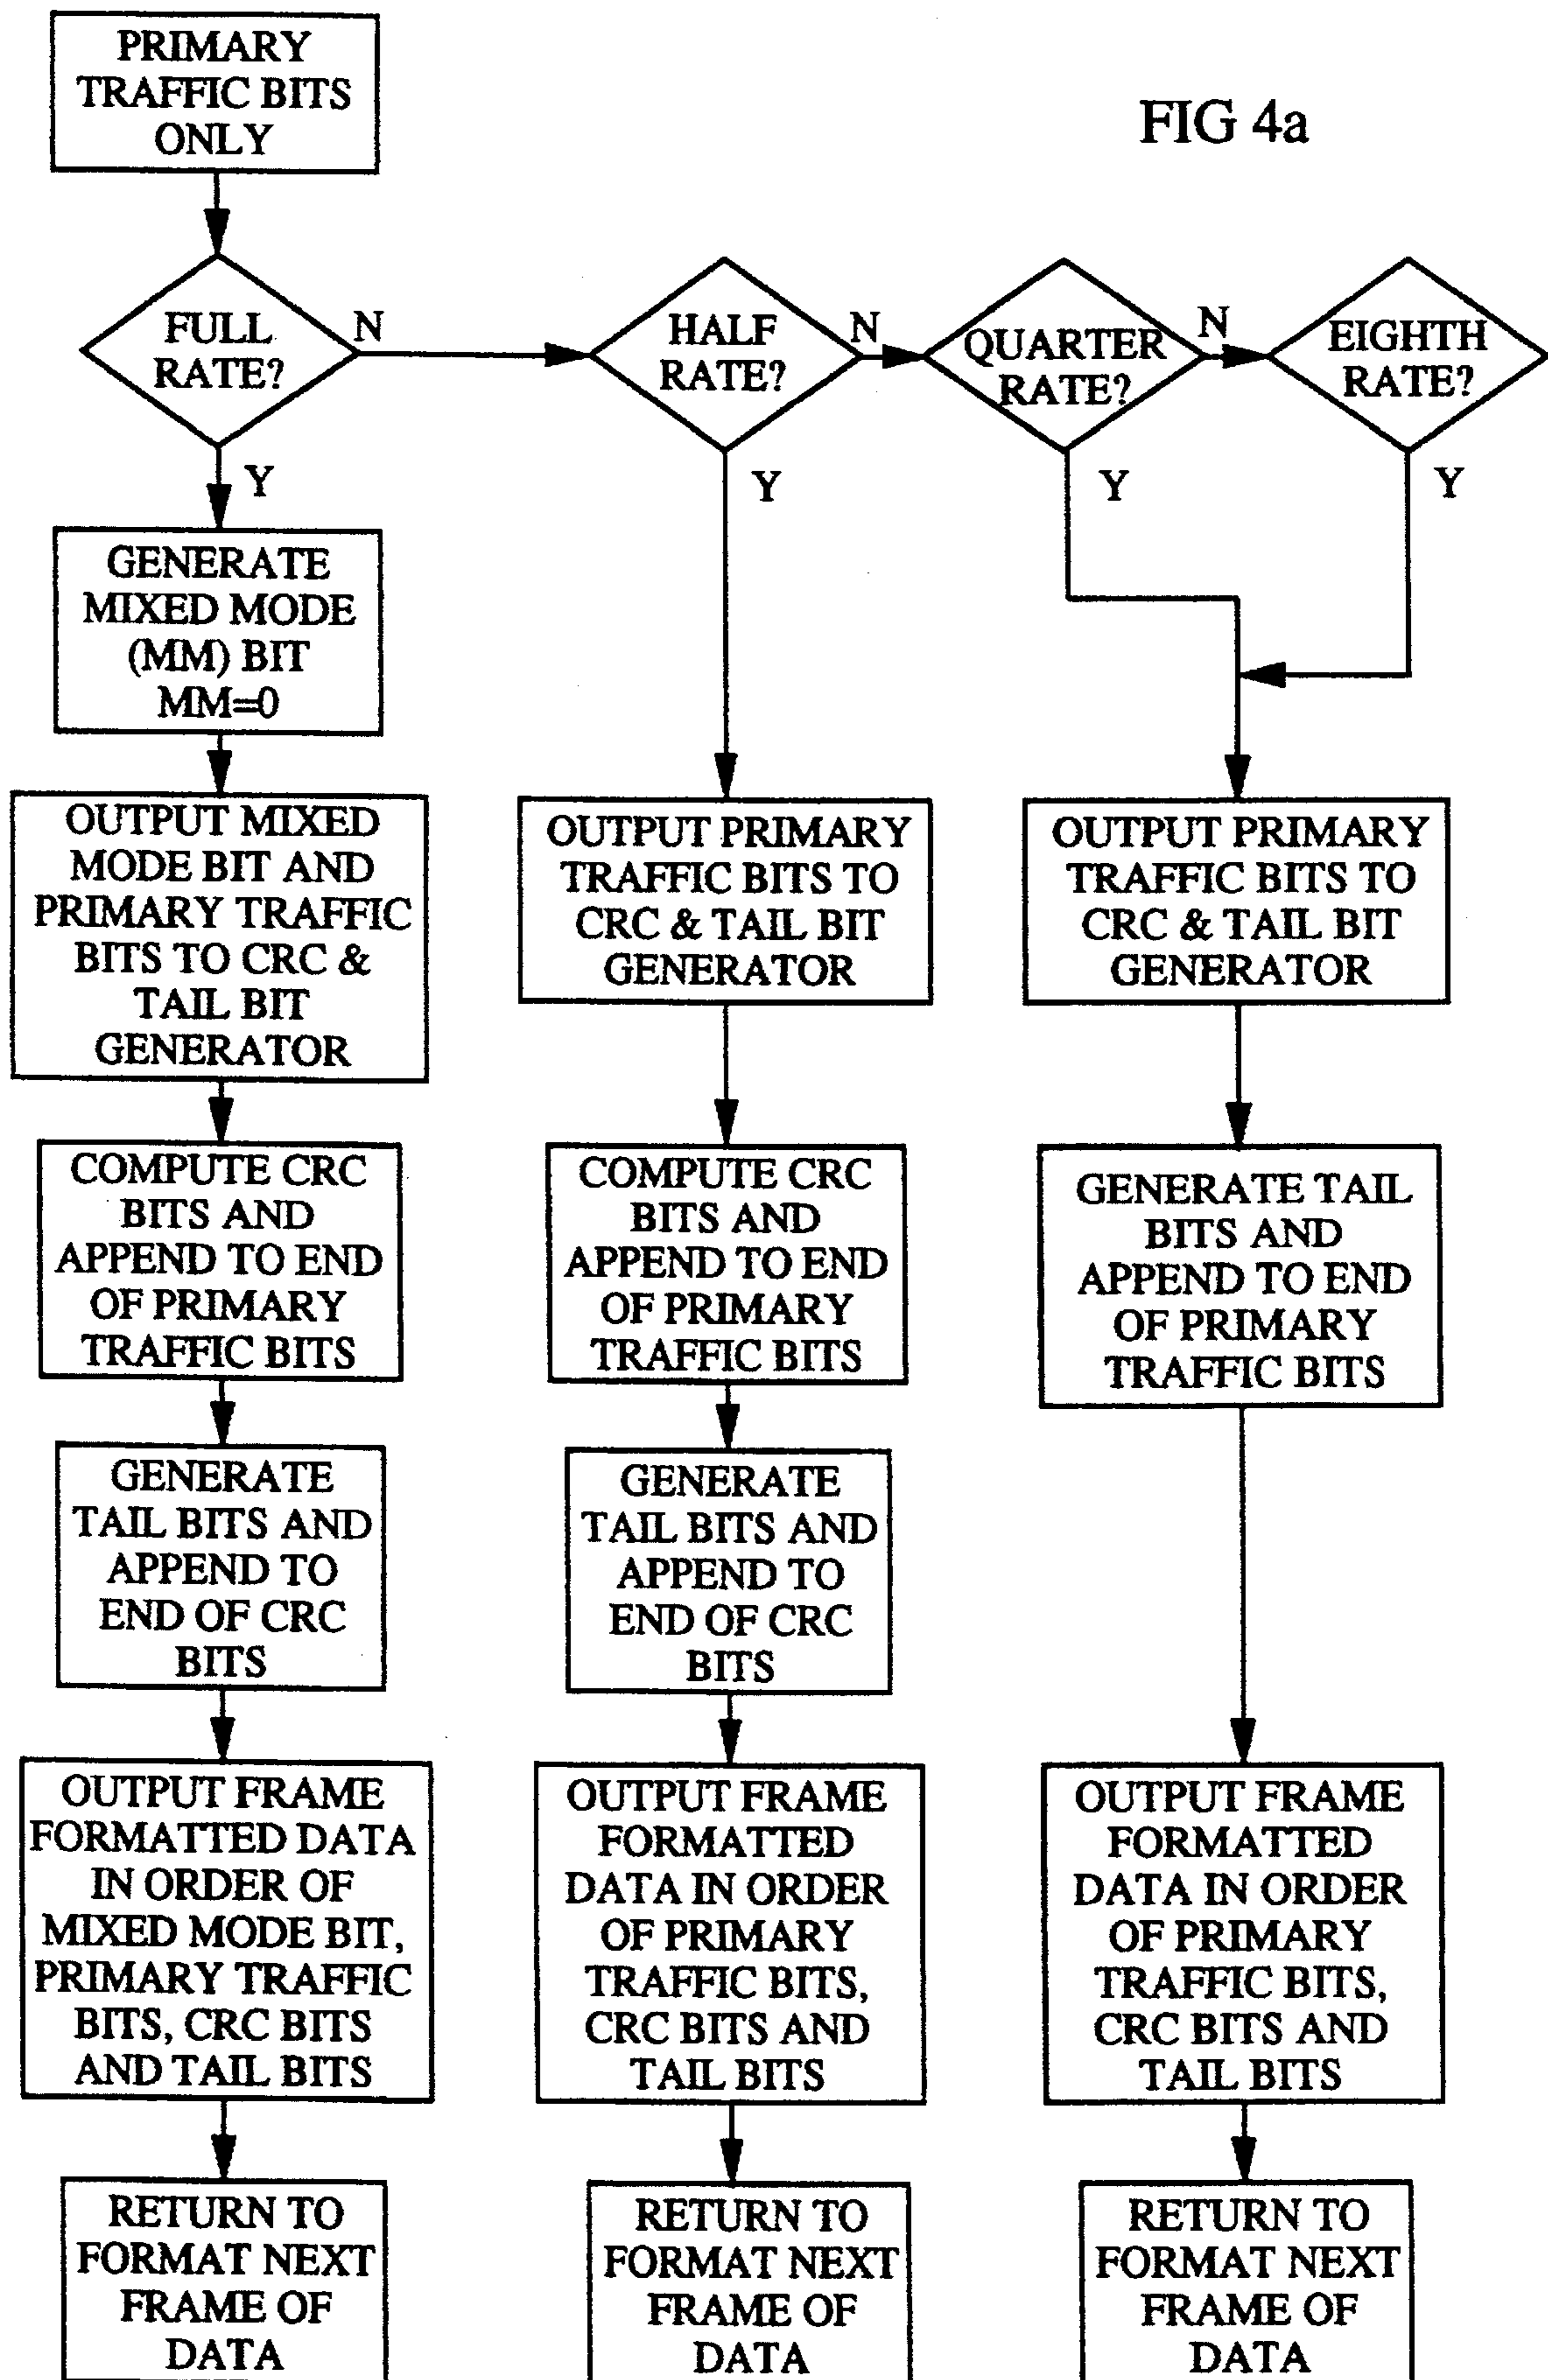 PRIMARY
TRAFFIC BITS
ONLY
FIG 4a
FULL
RATE?
N
HALF
RATE?
N
QUARTER
RATE?
N
EIGHTH
RATE?
Y
Y
Y
Y
GENERATE
MIXED MODE
(MM) BIT
MM=0
OUTPUT MIXED
MODE BIT AND
PRIMARY TRAFFIC
BITS TO CRC &
TAIL BIT
GENERATOR
OUTPUT PRIMARY
TRAFFIC BITS TO
CRC & TAIL BIT
GENERATOR
OUTPUT PRIMARY
TRAFFIC BITS TO
CRC & TAIL BIT
GENERATOR
COMPUTE CRC
BITS AND
APPEND TO END
OF PRIMARY
TRAFFIC BITS
COMPUTE CRC
BITS AND
APPEND TO END
OF PRIMARY
TRAFFIC BITS
GENERATE TAIL
BITS AND
APPEND TO END
OF PRIMARY
TRAFFIC BITS
GENERATE
TAIL BITS AND
APPEND TO
END OF CRC
BITS
GENERATE
TAIL BITS AND
APPEND TO
END OF CRC
BITS
OUTPUT FRAME
FORMATTED DATA
IN ORDER OF
MIXED MODE BIT,
PRIMARY TRAFFIC
BITS, CRC BITS
AND TAIL BITS
OUTPUT FRAME
FORMATTED
DATA IN ORDER
OF PRIMARY
TRAFFIC BITS,
CRC BITS AND
TAIL BITS
OUTPUT FRAME
FORMATTED
DATA IN ORDER
OF PRIMARY
TRAFFIC BITS,
CRC BITS AND
TAIL BITS
RETURN TO
FORMAT NEXT
FRAME OF
DATA
RETURN TO
FORMAT NEXT
FRAME OF
DATA
RETURN TO
FORMAT NEXT
FRAME OF
DATA